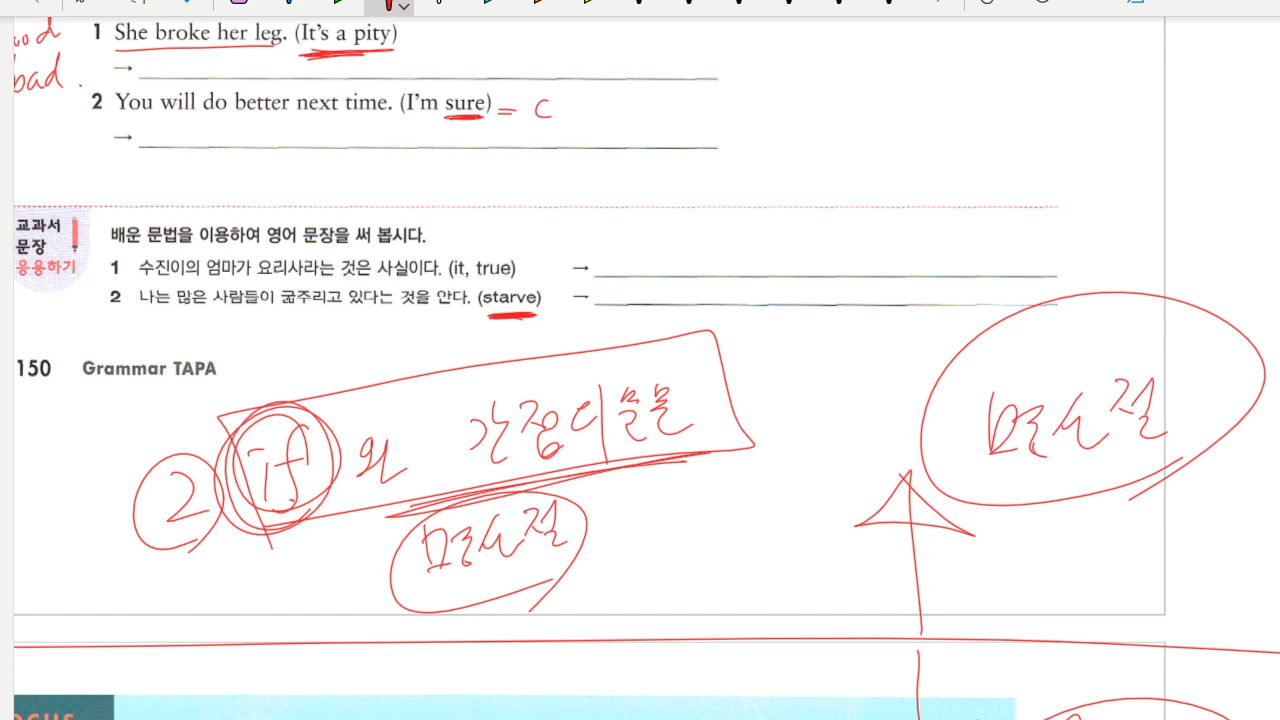 ood
1 She broke her leg. (It's a pity)
→
bad.
2 You will do better next time. (I'm sure) = C
→
교과서
문장
응용하기
배운 문법을 이용하여 영어 문장을 써 봅시다.
1 수진이의 엄마가 요리사라는 것은 사실이다. (it, true) →
2 나는 많은 사람들이 굶주리고 있다는 것을 안다. (starve) →
150 Grammar TAPA
② if 와 간접의문문
명사절
명사절
OCUS